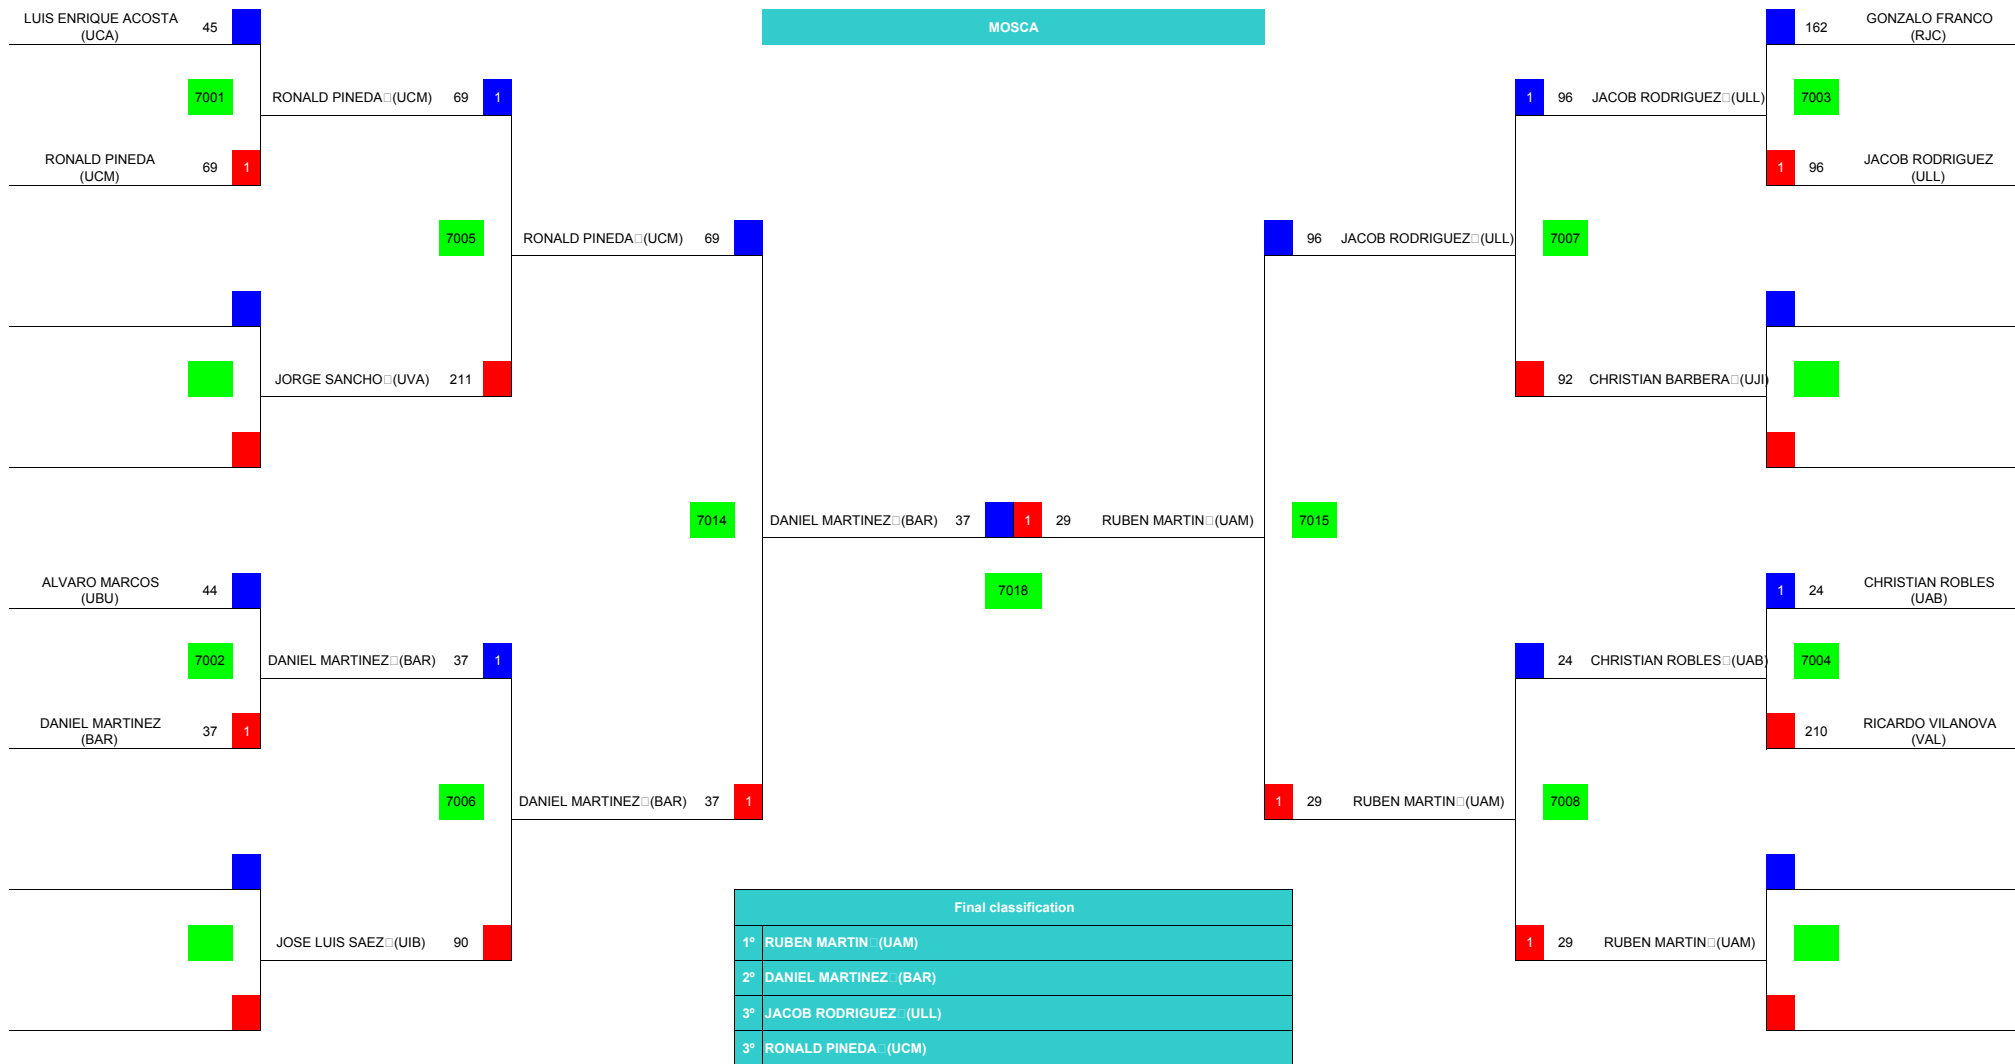 MOSCA
LUIS ENRIQUE ACOSTA
(UCA)
45
162
GONZALO FRANCO
(RJC)
7001
RONALD PINEDA□(UCM) 69 1
1 96 JACOB RODRIGUEZ□(ULL)
7003
RONALD PINEDA
(UCM)
69 1
1 96
JACOB RODRIGUEZ
(ULL)
7005
RONALD PINEDA□(UCM) 69
96 JACOB RODRIGUEZ□(ULL)
7007
JORGE SANCHO□(UVA) 211
92 CHRISTIAN BARBERA□(UJI)
7014
DANIEL MARTINEZ□(BAR) 37
1 29 RUBEN MARTIN□(UAM)
7015
7018
ALVARO MARCOS
(UBU)
44
1 24
CHRISTIAN ROBLES
(UAB)
7002
DANIEL MARTINEZ□(BAR) 37 1
24 CHRISTIAN ROBLES□(UAB)
7004
DANIEL MARTINEZ
(BAR)
37 1
210
RICARDO VILANOVA
(VAL)
7006
DANIEL MARTINEZ□(BAR) 37 1
1 29 RUBEN MARTIN□(UAM)
7008
JOSE LUIS SAEZ□(UIB) 90
1 29 RUBEN MARTIN□(UAM)
Final classification
1º RUBEN MARTIN□(UAM)
2º DANIEL MARTINEZ□(BAR)
3º JACOB RODRIGUEZ□(ULL)
3º RONALD PINEDA□(UCM)